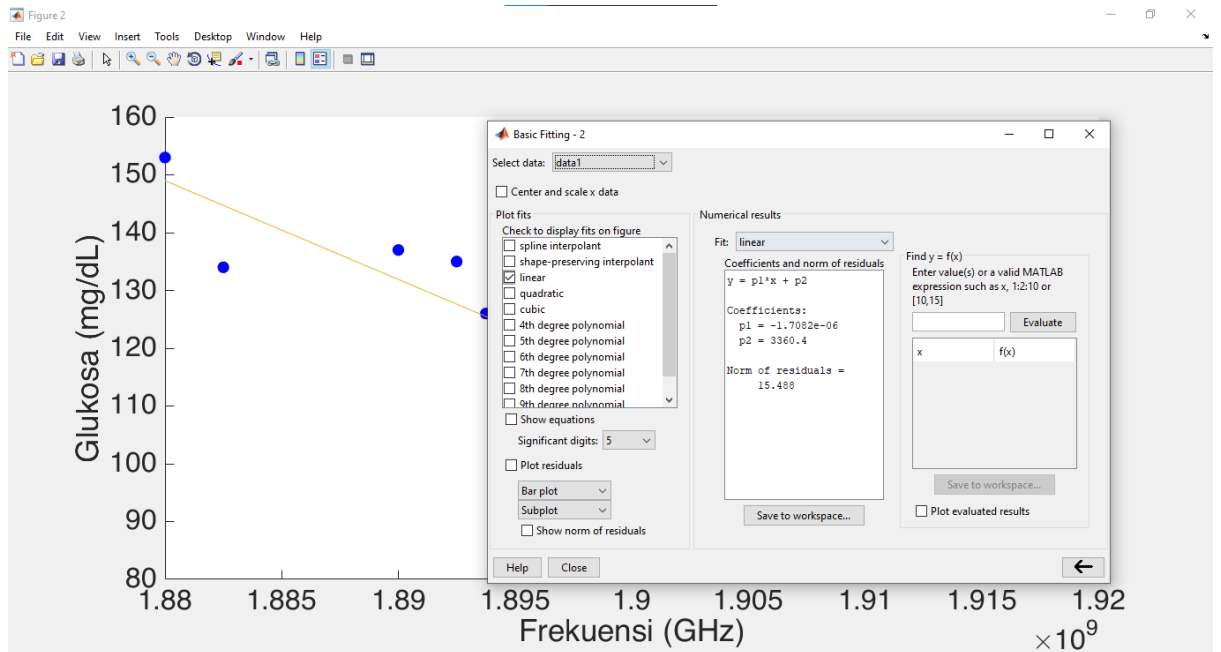 Figure 2
File Edit View Insert Tools Desktop Window Help
160
150
140
130
120
110
100
90
80
Glukosa (mg/dL)
1.88 1.885 1.89 1.895 1.9 1.905 1.91 1.915 1.92
Frekuensi (GHz)
×10⁹
Basic Fitting - 2
Select data: data1
Center and scale x data
Plot fits
Check to display fits on figure
spline interpolant
shape-preserving interpolant
linear
quadratic
cubic
4th degree polynomial
5th degree polynomial
6th degree polynomial
7th degree polynomial
8th degree polynomial
9th degree polynomial
Show equations
Significant digits: 5
Plot residuals
Bar plot
Subplot
Show norm of residuals
Numerical results
Fit: linear
Coefficients and norm of residuals
y = p1*x + p2
Coefficients:
p1 = -1.7082e-06
p2 = 3360.4
Norm of residuals =
15.488
Save to workspace...
Find y = f(x)
Enter value(s) or a valid MATLAB
expression such as x, 1:2:10 or
[10,15]
Evaluate
x f(x)
Save to workspace...
Plot evaluated results
Help Close